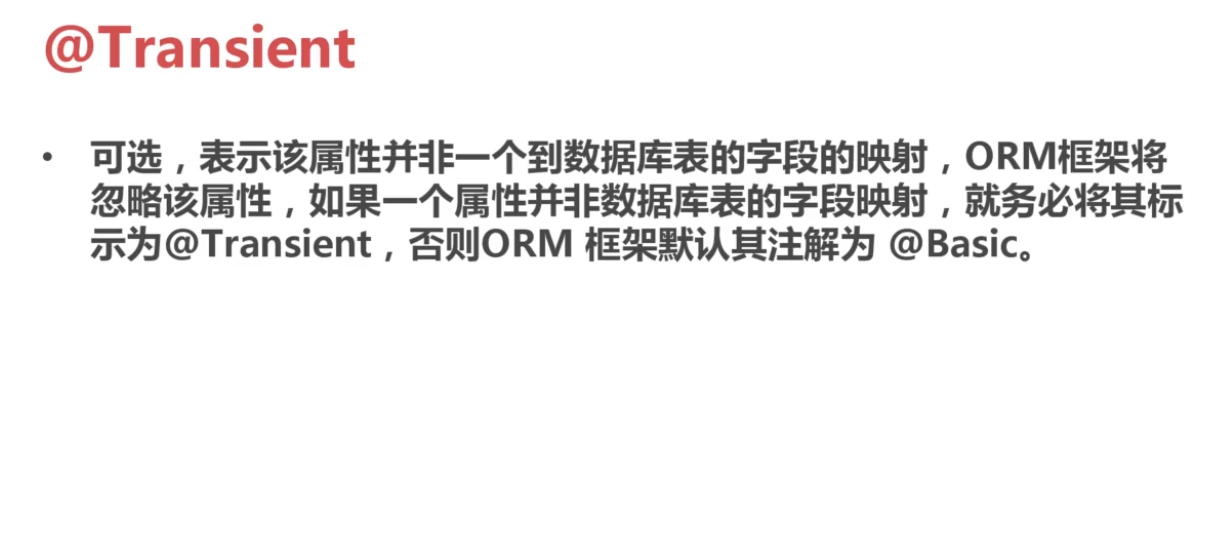 @Transient
• 可选，表示该属性并非一个到数据库表的字段的映射，ORM框架将
忽略该属性，如果一个属性并非数据库表的字段映射，就务必将其标
示为@Transient，否则ORM 框架默认其注解为 @Basic。